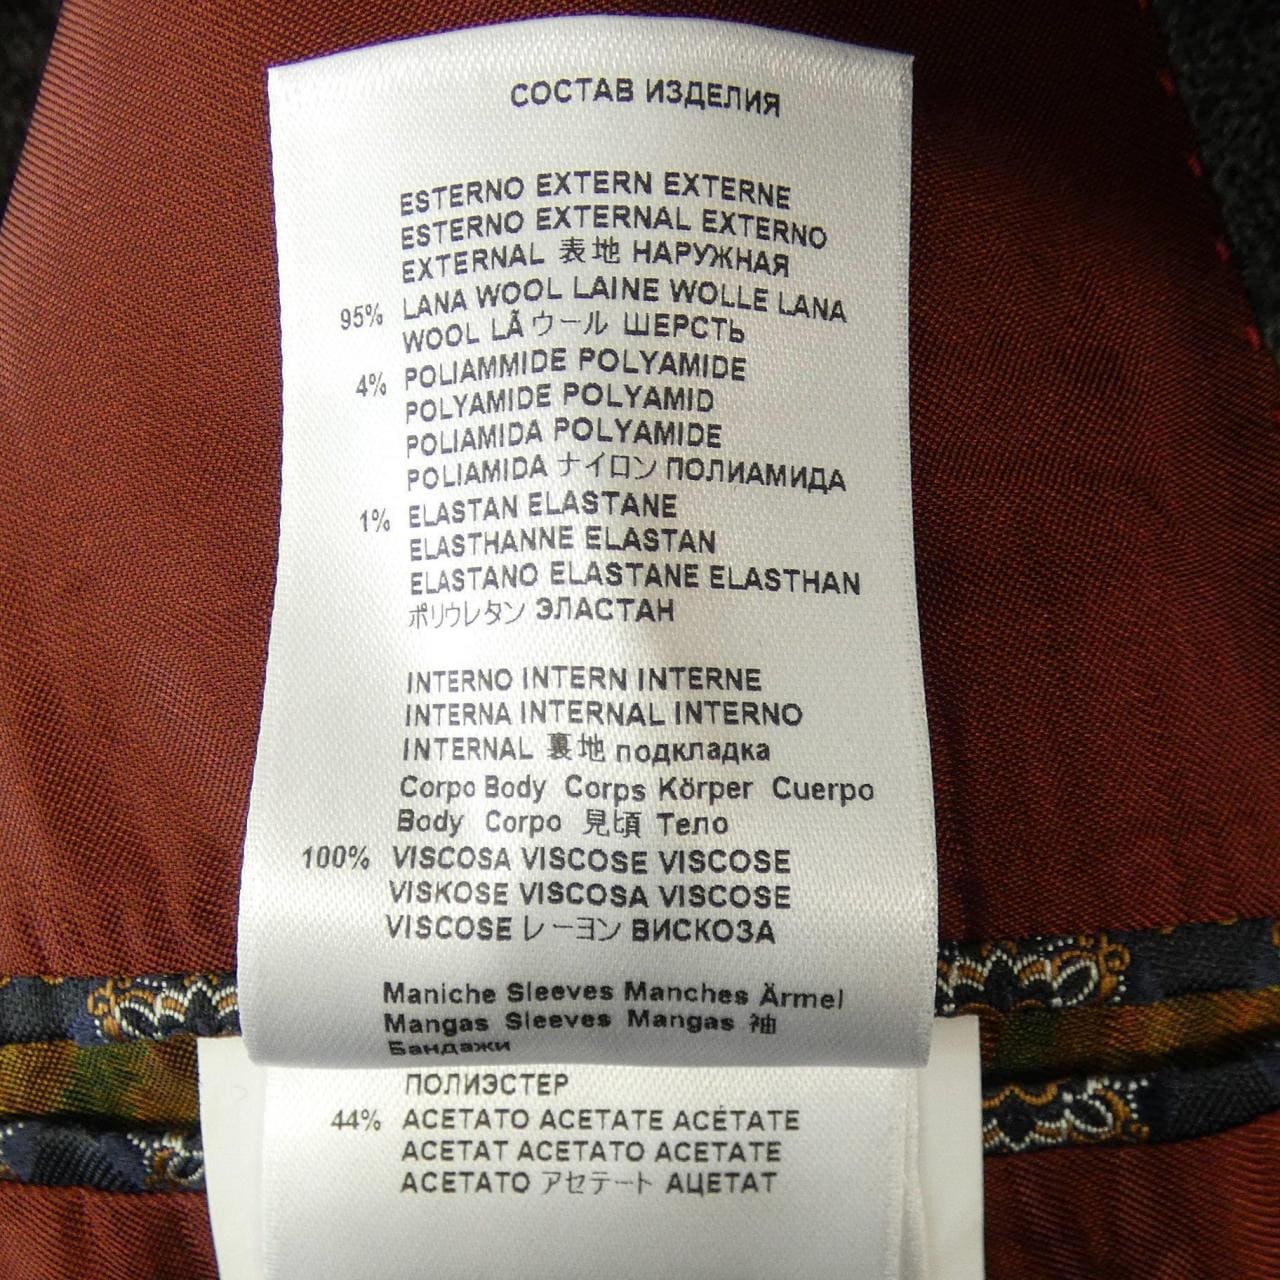 СОСТАВ ИЗДЕЛИЯ
ESTERNO EXTERN EXTERNE
ESTERNO EXTERNAL EXTERNO
EXTERNAL 表地 НАРУЖНАЯ
95% LANA WOOL LAINE WOLLE LANA
WOOL LÃ ウール ШЕРСТЬ
4% POLIAMMIDE POLYAMIDE
POLYAMIDE POLYAMID
POLIAMIDA POLYAMIDE
POLIAMIDA ナイロン ПОЛИАМИДА
1% ELASTAN ELASTANE
ELASTHANNE ELASTAN
ELASTANO ELASTANE ELASTHAN
ポリウレタン ЭЛАСТАН
INTERNO INTERN INTERNE
INTERNA INTERNAL INTERNO
INTERNAL 裏地 подкладка
Corpo Body Corps Körper Cuerpo
Body Corpo 見頃 Тело
100% VISCOSA VISCOSE VISCOSE
VISKOSE VISCOSA VISCOSE
VISCOSE レーヨン ВИСКОЗА
Maniche Sleeves Manches Ärmel
Mangas Sleeves Mangas 袖
Бандажи
ПОЛИЭСТЕР
44% ACETATO ACETATE ACÉTATE
ACETAT ACETATO ACETATE
ACETATO アセテート АЦЕТАТ